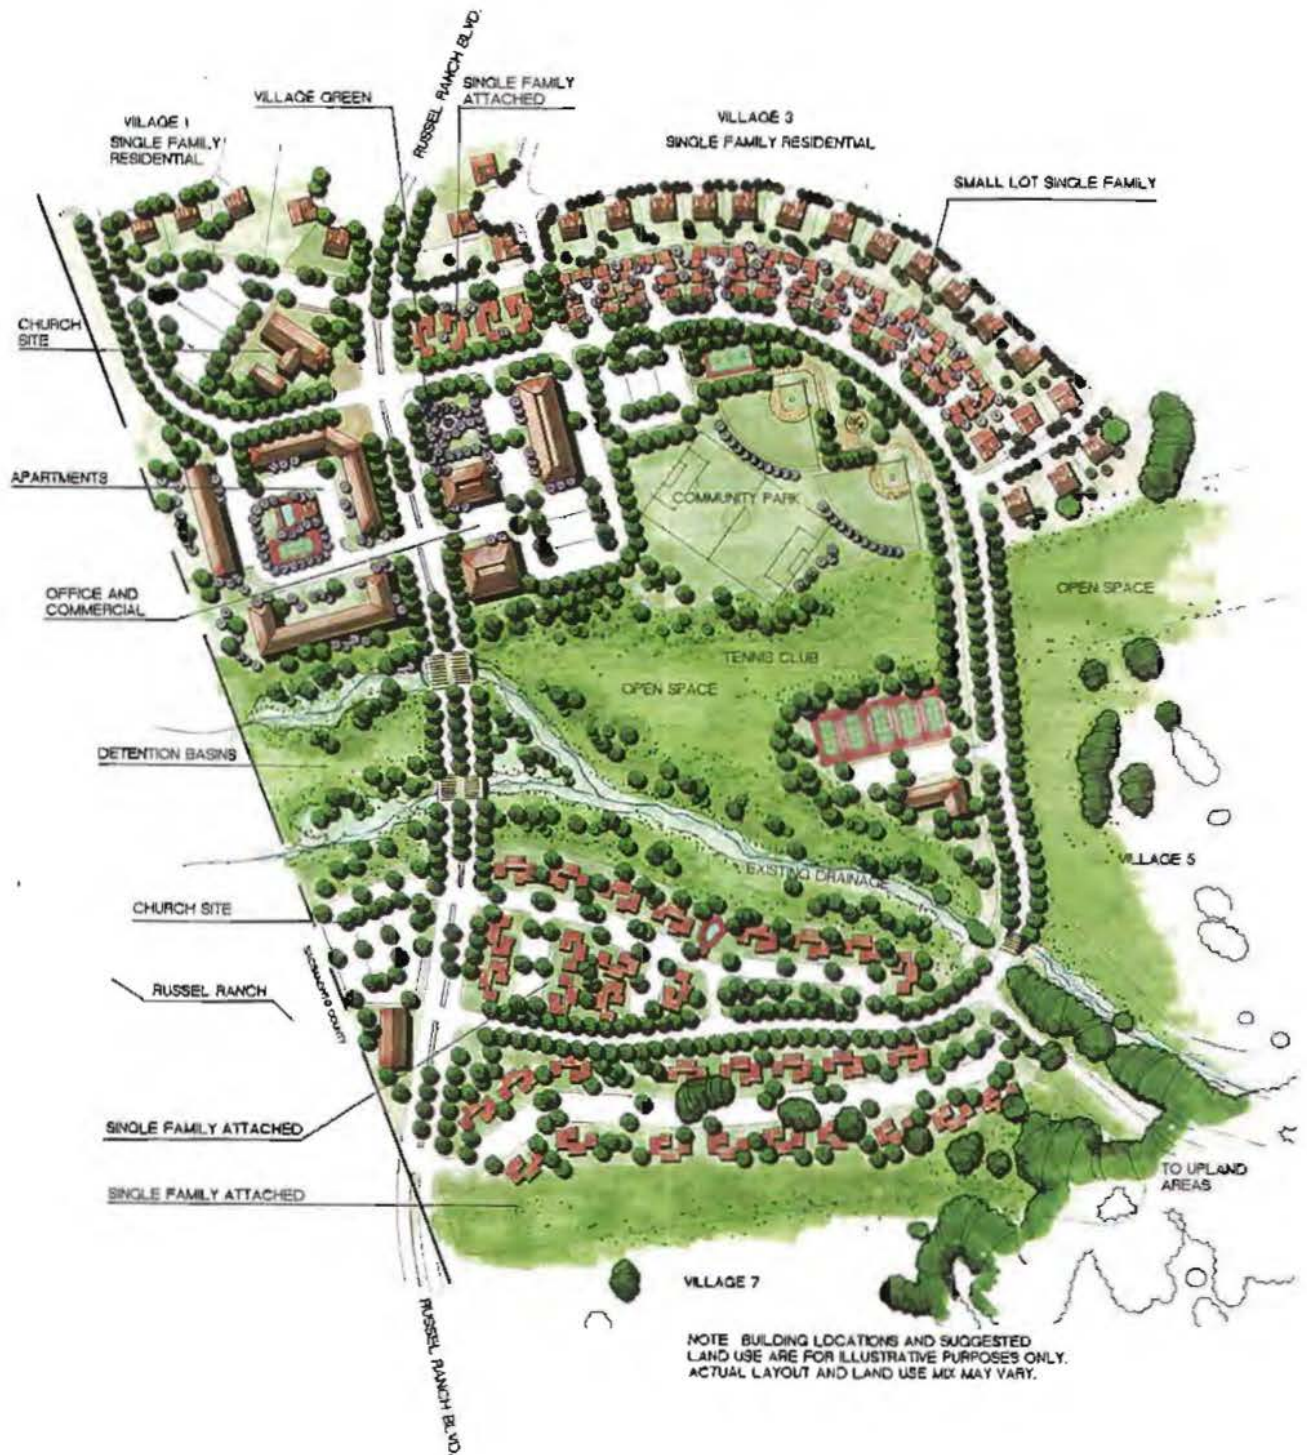 RUSSEL RANCH BLVD.
SINGLE FAMILY
ATTACHED
VILLAGE GREEN
VILLAGE 1
SINGLE FAMILY
RESIDENTIAL
VILLAGE 3
SINGLE FAMILY RESIDENTIAL
SMALL LOT SINGLE FAMILY
CHURCH
SITE
APARTMENTS
COMMUNITY PARK
OFFICE AND
COMMERCIAL
OPEN SPACE
TENNIS CLUB
OPEN SPACE
DETENTION BASINS
VILLAGE 5
EXISTING DRAINAGE
CHURCH SITE
RUSSEL RANCH
SACRAMENTO COUNTY
SINGLE FAMILY ATTACHED
TO UPLAND
AREAS
SINGLE FAMILY ATTACHED
VILLAGE 7
RUSSEL RANCH BLVD.
NOTE BUILDING LOCATIONS AND SUGGESTED
LAND USE ARE FOR ILLUSTRATIVE PURPOSES ONLY.
ACTUAL LAYOUT AND LAND USE MIX MAY VARY.